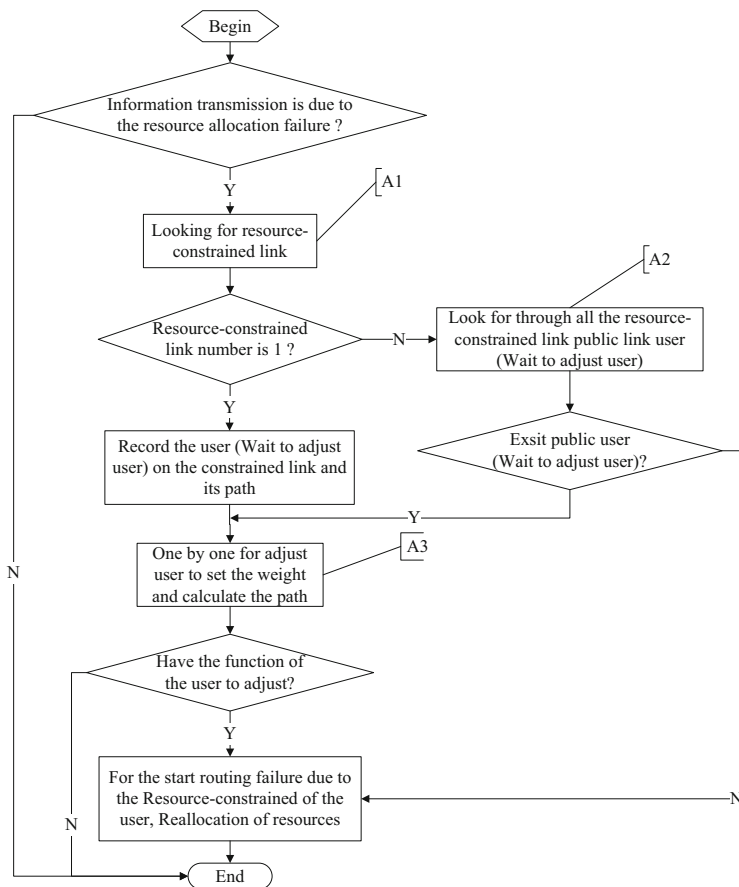 Begin
Information transmission is due to
the resource allocation failure ?
Y
A1
Looking for resource-
constrained link
A2
Resource-constrained
link number is 1 ?
N
Look for through all the resource-
constrained link public link user
(Wait to adjust user)
Y
Record the user (Wait to adjust
user) on the constrained link and
its path
Exsit public user
(Wait to adjust user)?
Y
A3
One by one for adjust
user to set the weight
and calculate the path
N
Have the function of
the user to adjust?
Y
For the start routing failure due to
the Resource-constrained of the
user, Reallocation of resources
N
N
End